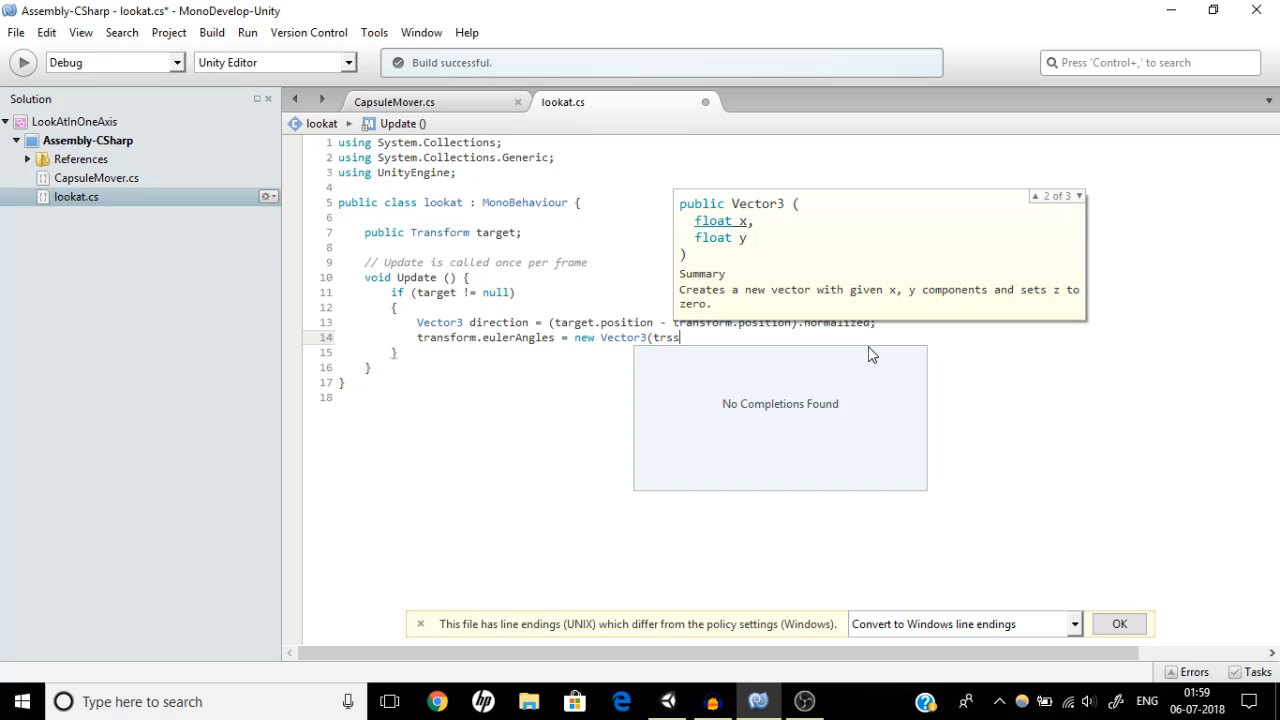 Assembly-CSharp - lookat.cs* - MonoDevelop-Unity
File Edit View Search Project Build Run Version Control Tools Window Help
Debug
Unity Editor
Build successful.
Press 'Control+,' to search
Solution
CapsuleMover.cs
lookat.cs
LookAtInOneAxis
Assembly-CSharp
References
CapsuleMover.cs
lookat.cs
lookat
Update ()
1 using System.Collections;
2 using System.Collections.Generic;
3 using UnityEngine;
4
5 public class lookat : MonoBehaviour {
6
7 public Transform target;
8
9 // Update is called once per frame
10 void Update () {
11 if (target != null)
12 {
13 Vector3 direction = (target.position - transform.position).normalized;
14 transform.eulerAngles = new Vector3(trss
15 }
16 }
17 }
18
2 of 3
public Vector3 (
float x,
float y
)
Summary
Creates a new vector with given x, y components and sets z to
zero.
No Completions Found
This file has line endings (UNIX) which differ from the policy settings (Windows).
Convert to Windows line endings
OK
Errors
Tasks
Type here to search
ENG
01:59
06-07-2018